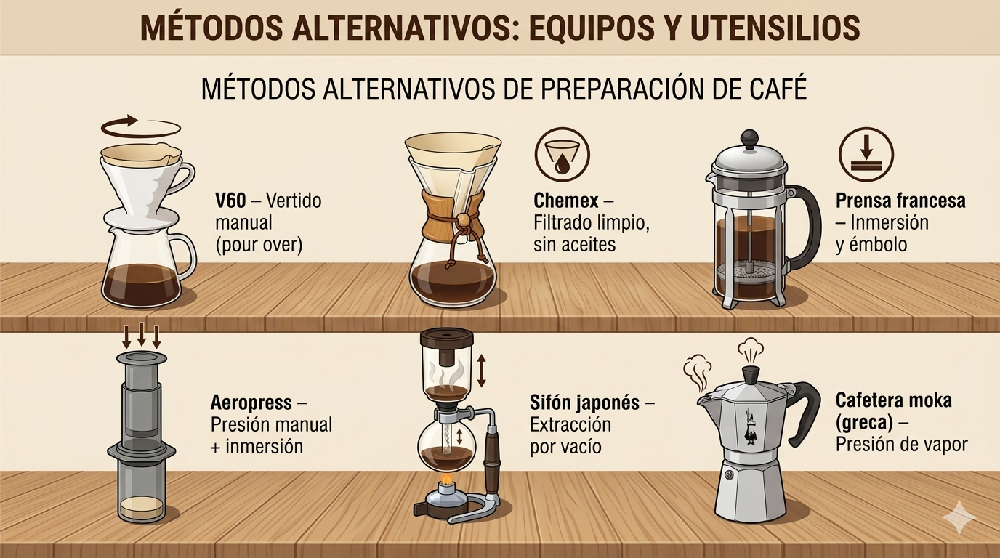 MÉTODOS ALTERNATIVOS: EQUIPOS Y UTENSILIOS
MÉTODOS ALTERNATIVOS DE PREPARACIÓN DE CAFÉ
V60 – Vertido
manual
(pour over)
Chemex –
Filtrado limpio,
sin aceites
Prensa francesa
– Inmersión
y émbolo
Aeropress –
Presión manual
+ inmersión
Sifón japonés –
Extracción
por vacío
Cafetera moka
(greca) –
Presión de vapor